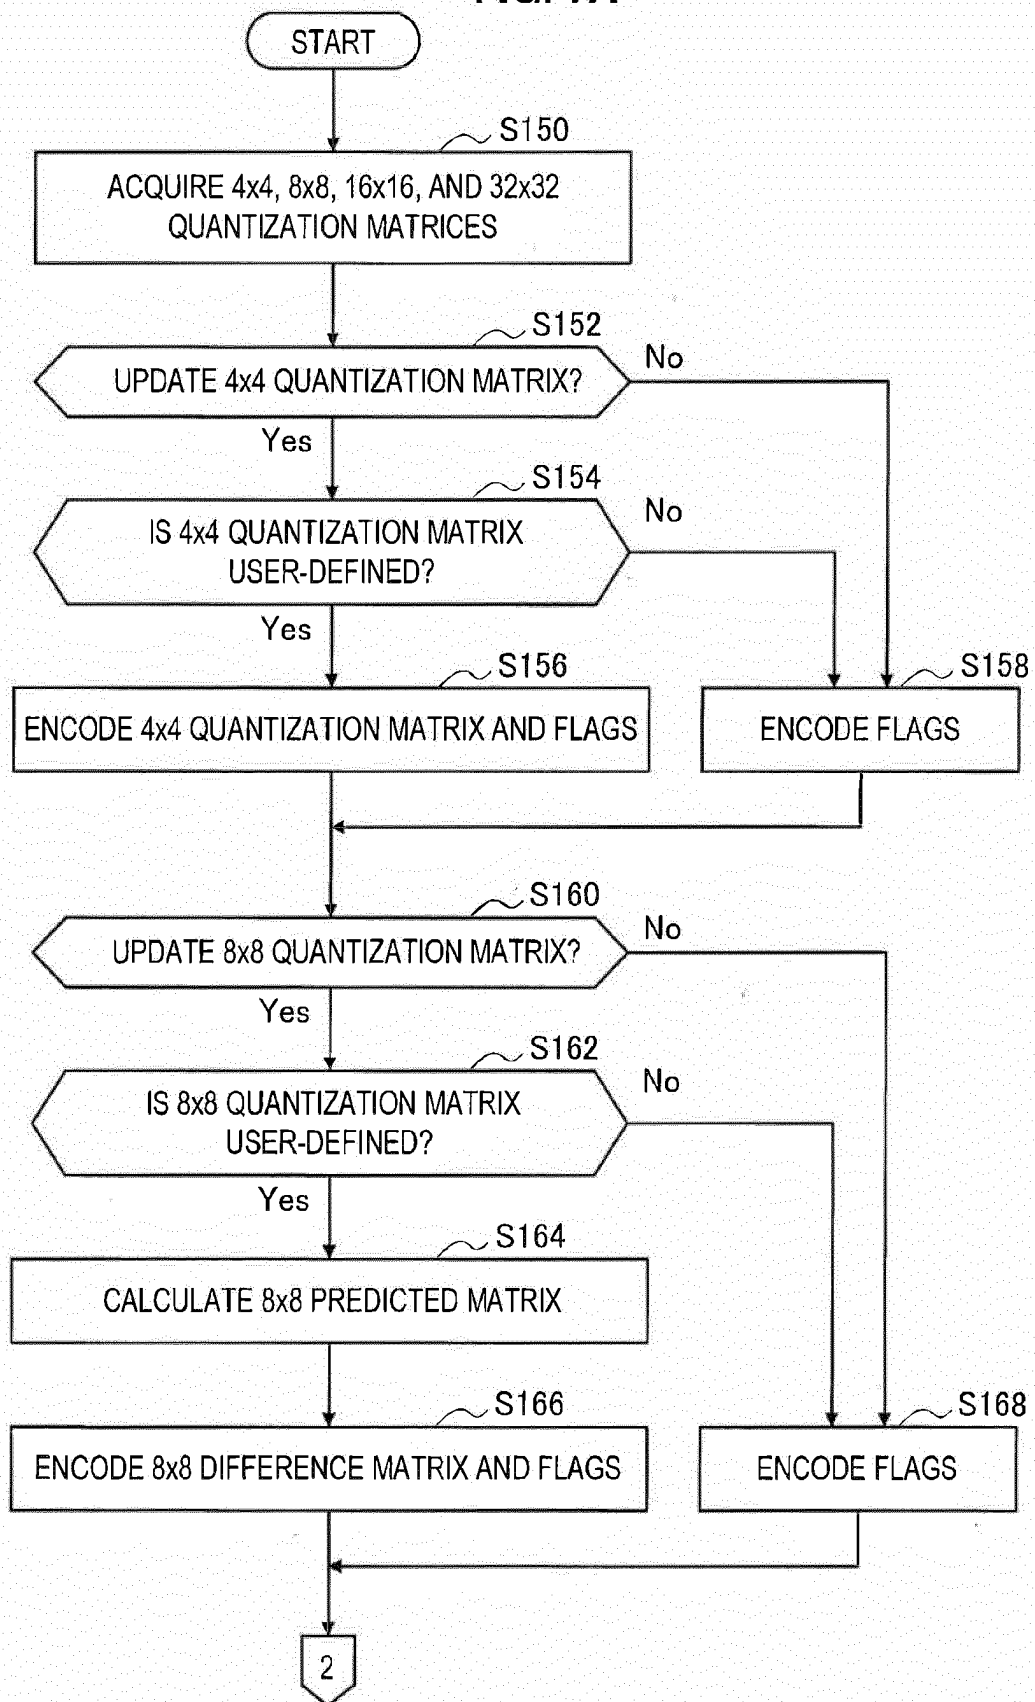 START
S150
ACQUIRE 4x4, 8x8, 16x16, AND 32x32
QUANTIZATION MATRICES
S152
UPDATE 4x4 QUANTIZATION MATRIX?
No
Yes
S154
IS 4x4 QUANTIZATION MATRIX
USER-DEFINED?
No
Yes
S156
ENCODE 4x4 QUANTIZATION MATRIX AND FLAGS
S158
ENCODE FLAGS
S160
UPDATE 8x8 QUANTIZATION MATRIX?
No
Yes
S162
IS 8x8 QUANTIZATION MATRIX
USER-DEFINED?
No
Yes
S164
CALCULATE 8x8 PREDICTED MATRIX
S166
ENCODE 8x8 DIFFERENCE MATRIX AND FLAGS
S168
ENCODE FLAGS
2